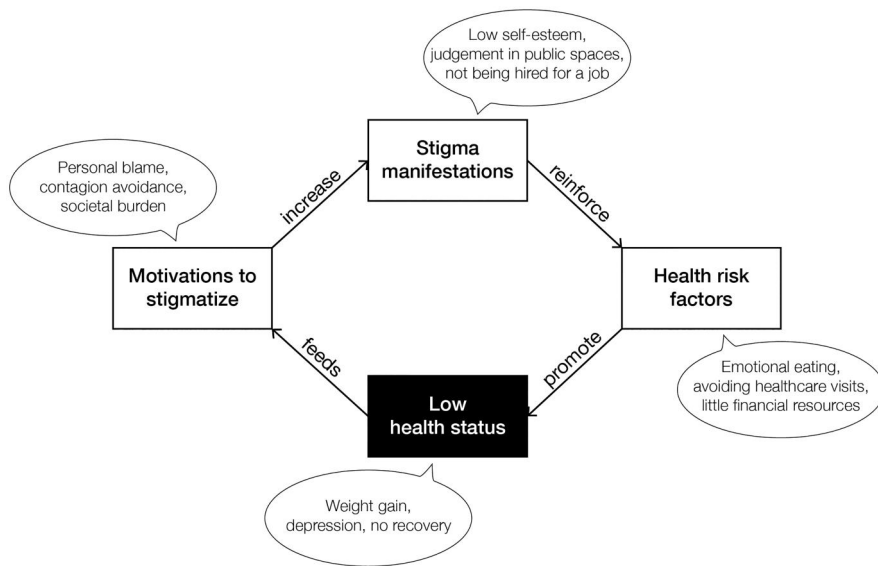 Low self-esteem,
judgement in public spaces,
not being hired for a job
Stigma
manifestations
Personal blame,
contagion avoidance,
societal burden
increase
reinforce
Motivations to
stigmatize
Health risk
factors
feeds
promote
Emotional eating,
avoiding healthcare visits,
little financial resources
Low
health status
Weight gain,
depression, no recovery